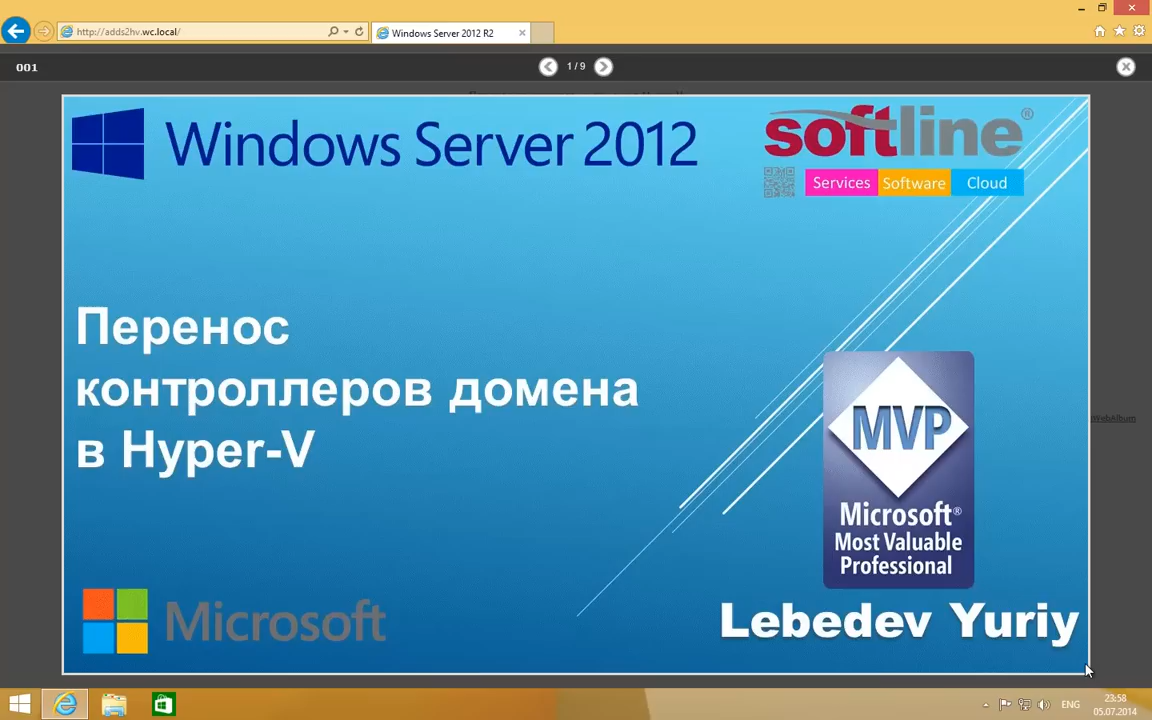 http://adds2hv.wc.local/
Windows Server 2012 R2
001
1 / 9
Windows Server 2012
softline®
Services Software Cloud
Перенос
контроллеров домена
в Hyper-V
MVP
Microsoft®
Most Valuable
Professional
Microsoft
Lebedev Yuriy
WebAlbum
ENG
23:58
05.07.2014